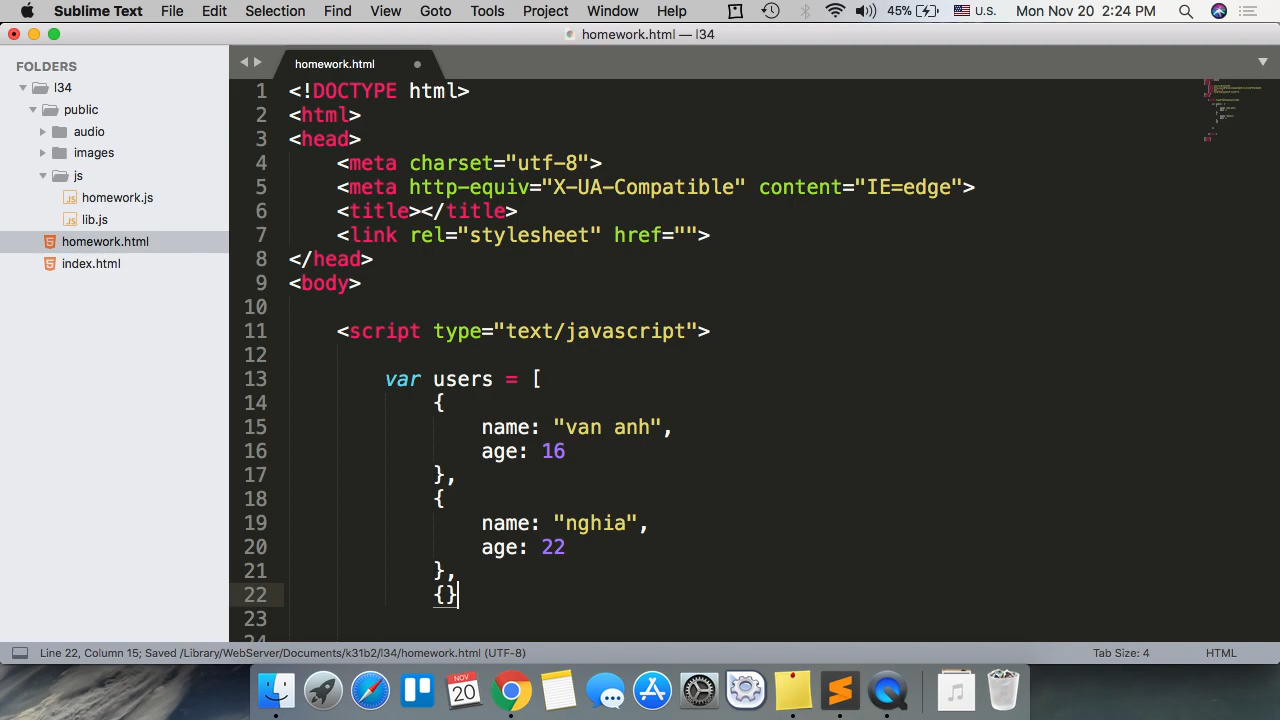 Sublime Text File Edit Selection Find View Goto Tools Project Window Help 45% U.S. Mon Nov 20 2:24 PM
homework.html — l34
FOLDERS
l34
public
audio
images
js
homework.js
lib.js
homework.html
index.html
homework.html
1 <!DOCTYPE html>
2 <html>
3 <head>
4 <meta charset="utf-8">
5 <meta http-equiv="X-UA-Compatible" content="IE=edge">
6 <title></title>
7 <link rel="stylesheet" href="">
8 </head>
9 <body>
10
11 <script type="text/javascript">
12
13 var users = [
14 {
15 name: "van anh",
16 age: 16
17 },
18 {
19 name: "nghia",
20 age: 22
21 },
22 {}
23
24
Line 22, Column 15; Saved /Library/WebServer/Documents/k31b2/l34/homework.html (UTF-8) Tab Size: 4 HTML
NOV
20